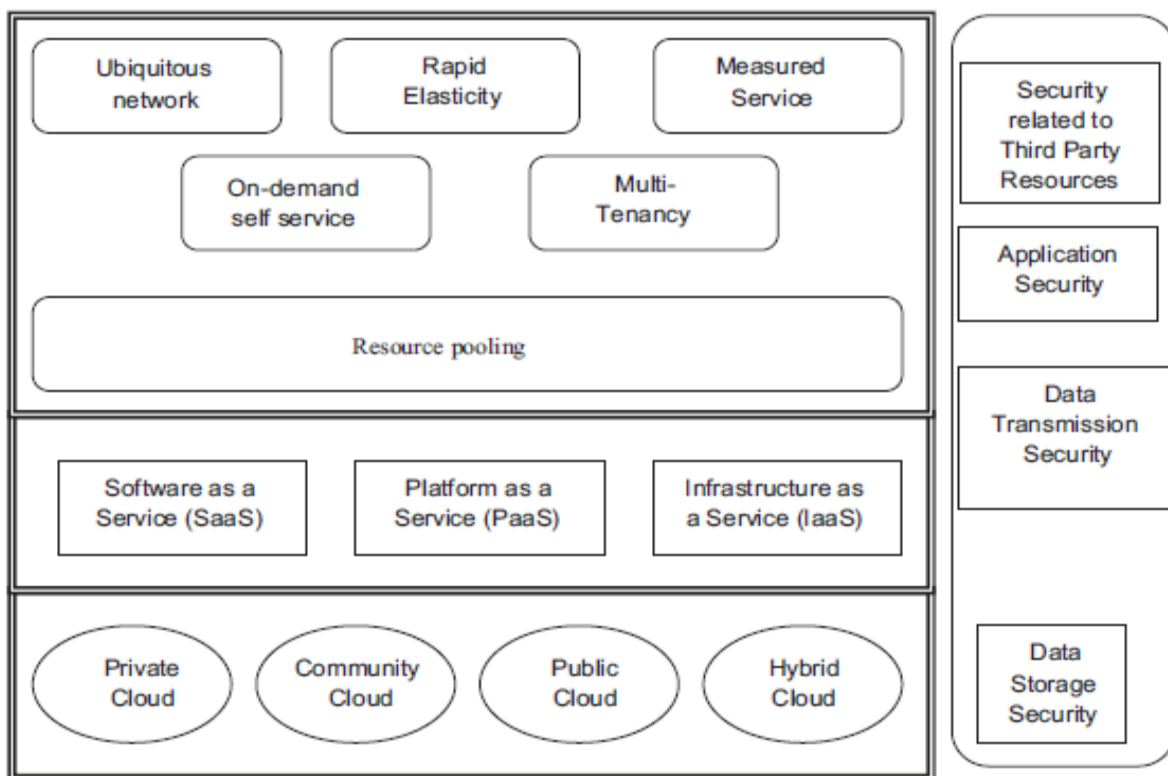 Ubiquitous
network
Rapid
Elasticity
Measured
Service
On-demand
self service
Multi-
Tenancy
Resource pooling
Software as a
Service (SaaS)
Platform as a
Service (PaaS)
Infrastructure as
a Service (IaaS)
Private
Cloud
Community
Cloud
Public
Cloud
Hybrid
Cloud
Security
related to
Third Party
Resources
Application
Security
Data
Transmission
Security
Data
Storage
Security